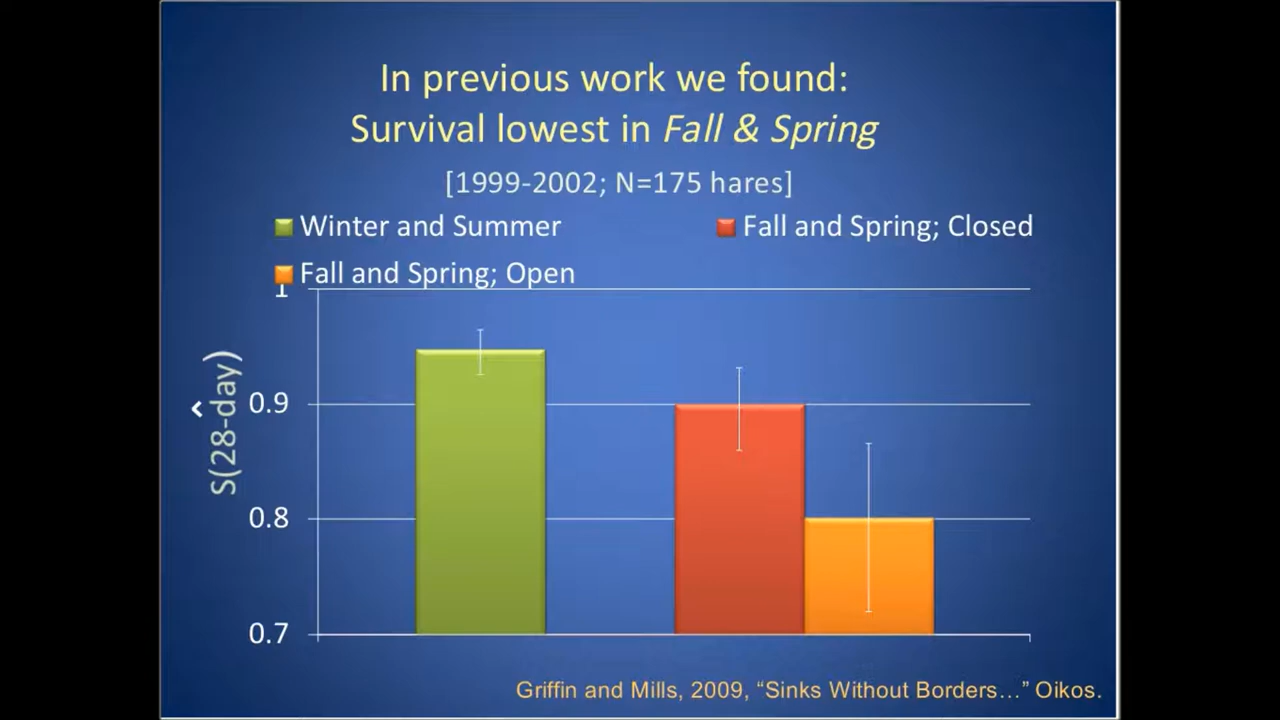 In previous work we found:
Survival lowest in Fall & Spring
[1999-2002; N=175 hares]
Winter and Summer
Fall and Spring; Closed
Fall and Spring; Open
1
0.9
0.8
0.7
Ŝ(28-day)
Griffin and Mills, 2009, “Sinks Without Borders…” Oikos.